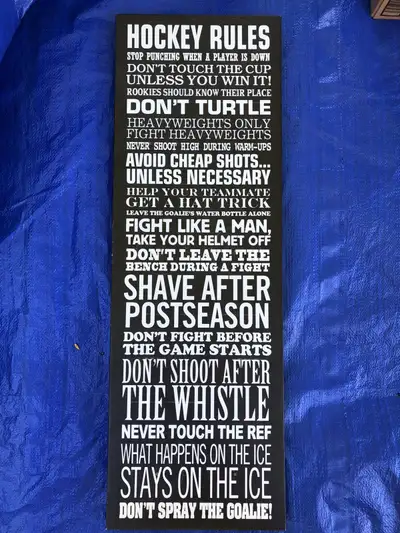 HOCKEY RULES
STOP PUNCHING WHEN A PLAYER IS DOWN
DON'T TOUCH THE CUP
UNLESS YOU WIN IT!
ROOKIES SHOULD KNOW THEIR PLACE
DON'T TURTLE
HEAVYWEIGHTS ONLY
FIGHT HEAVYWEIGHTS
NEVER SHOOT HIGH DURING WARM-UPS
AVOID CHEAP SHOTS...
UNLESS NECESSARY
HELP YOUR TEAMMATE
GET A HAT TRICK
LEAVE THE GOALIE'S WATER BOTTLE ALONE
FIGHT LIKE A MAN,
TAKE YOUR HELMET OFF
DON'T LEAVE THE
BENCH DURING A FIGHT
SHAVE AFTER
POSTSEASON
DON'T FIGHT BEFORE
THE GAME STARTS
DON'T SHOOT AFTER
THE WHISTLE
NEVER TOUCH THE REF
WHAT HAPPENS ON THE ICE
STAYS ON THE ICE
DON'T SPRAY THE GOALIE!